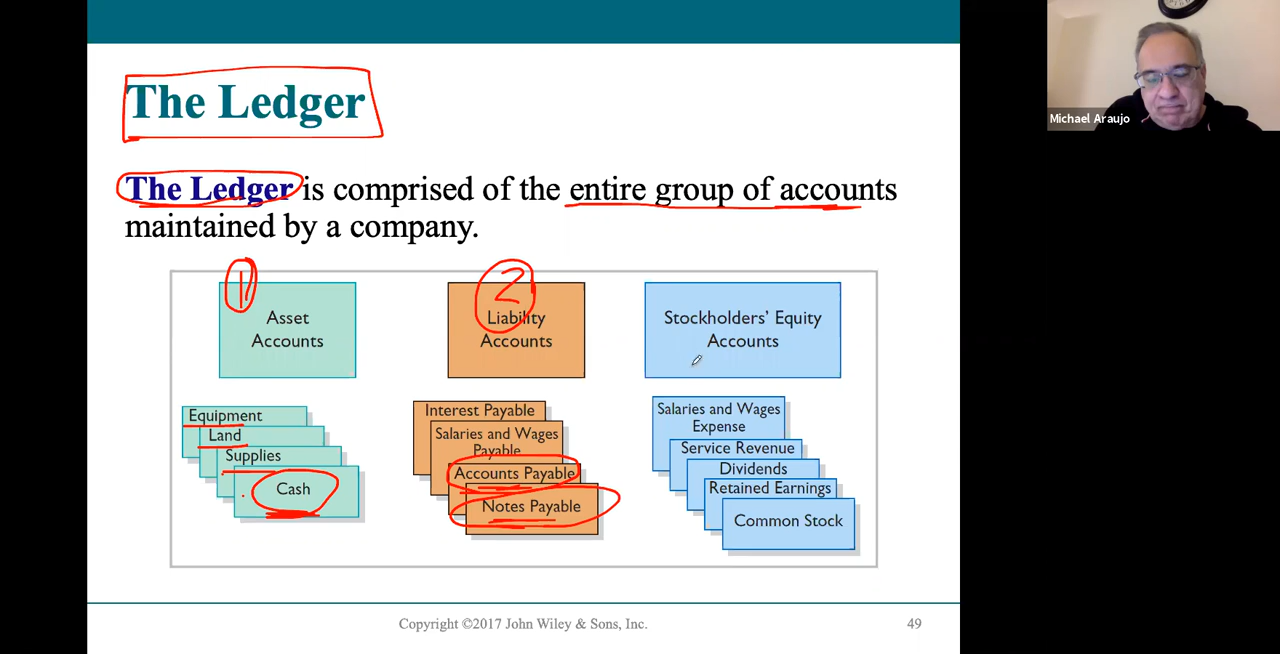 The Ledger
Michael Araujo
The Ledger is comprised of the entire group of accounts
maintained by a company.
1
2
Asset
Accounts
Liability
Accounts
Stockholders' Equity
Accounts
Equipment
Land
Supplies
Cash
Interest Payable
Salaries and Wages
Payable
Accounts Payable
Notes Payable
Salaries and Wages
Expense
Service Revenue
Dividends
Retained Earnings
Common Stock
Copyright ©2017 John Wiley & Sons, Inc.
49